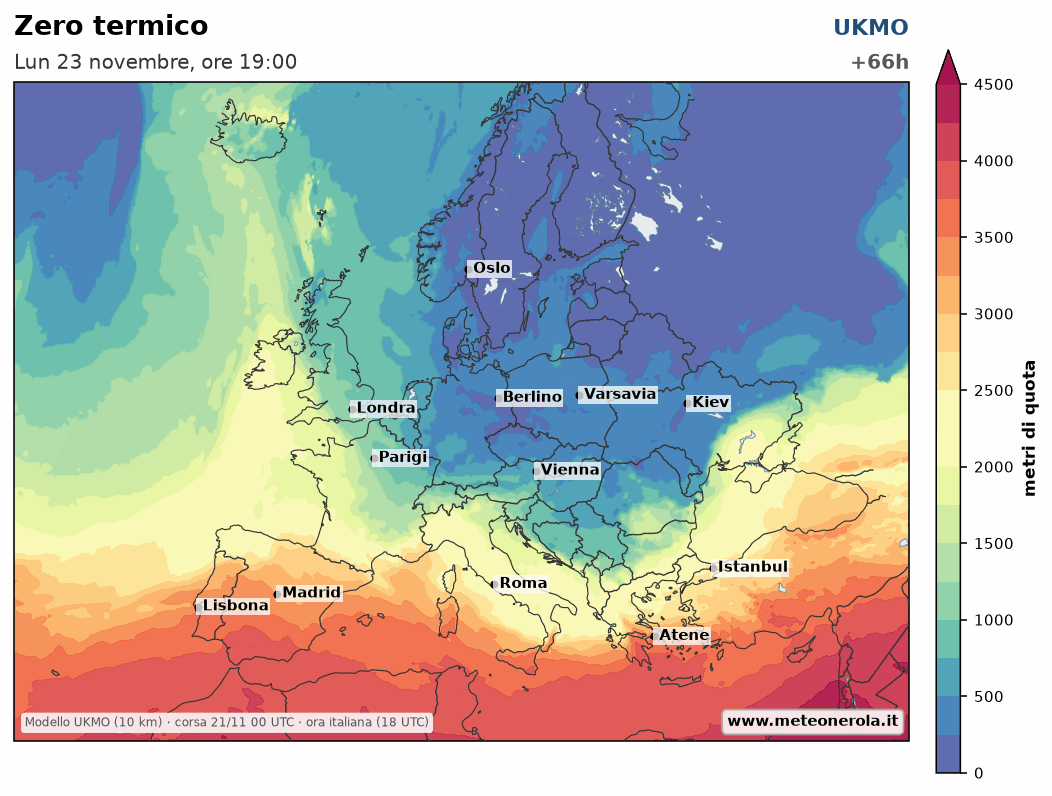 Zero termico
UKMO
Lun 23 novembre, ore 19:00
+66h
4500
4000
3500
3000
2500
2000
1500
1000
500
0
metri di quota
Oslo
Londra
Berlino
Varsavia
Kiev
Parigi
Vienna
Istanbul
Roma
Madrid
Lisbona
Atene
Modello UKMO (10 km) · corsa 21/11 00 UTC · ora italiana (18 UTC)
www.meteonerola.it